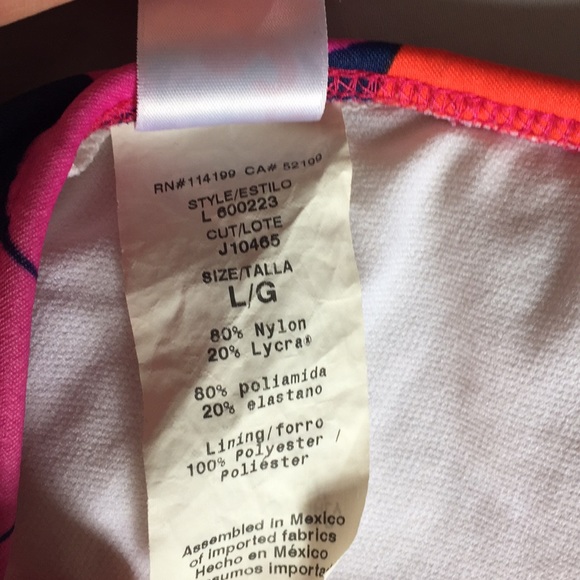 RN#114199 CA# 52109
STYLE/ESTILO
L 600223
CUT/LOTE
J10465
SIZE/TALLA
L/G
80% Nylon
20% Lycra®
80% poliamida
20% elastano
Lining/forro
100% Polyester /
Poliéster
Assembled in Mexico
of imported fabrics
Hecho en México